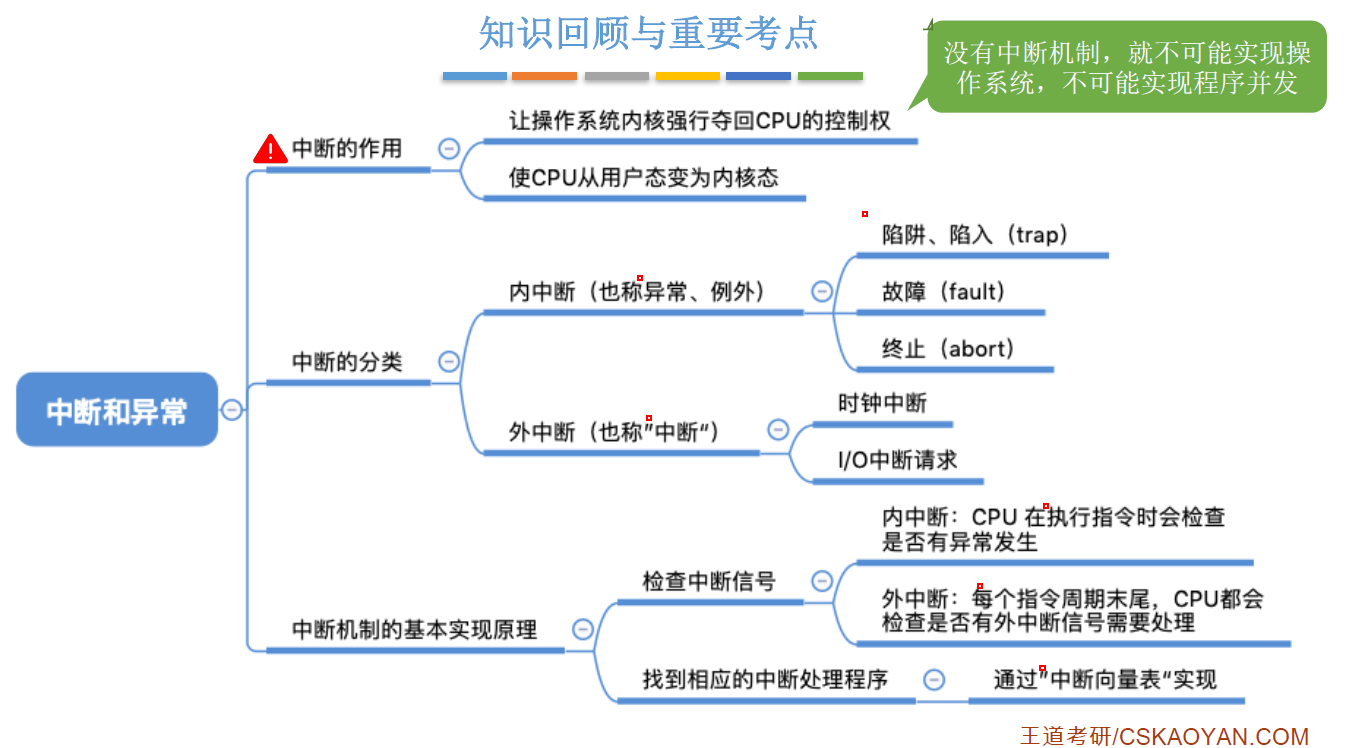 知识回顾与重要考点
没有中断机制，就不可能实现操
作系统，不可能实现程序并发
中断和异常
中断的作用
让操作系统内核强行夺回CPU的控制权
使CPU从用户态变为内核态
中断的分类
内中断（也称异常、例外）
陷阱、陷入（trap）
故障（fault）
终止（abort）
外中断（也称”中断“）
时钟中断
I/O中断请求
中断机制的基本实现原理
检查中断信号
内中断：CPU 在执行指令时会检查
是否有异常发生
外中断：每个指令周期末尾，CPU都会
检查是否有外中断信号需要处理
找到相应的中断处理程序
通过”中断向量表“实现
王道考研/CSKAOYAN.COM